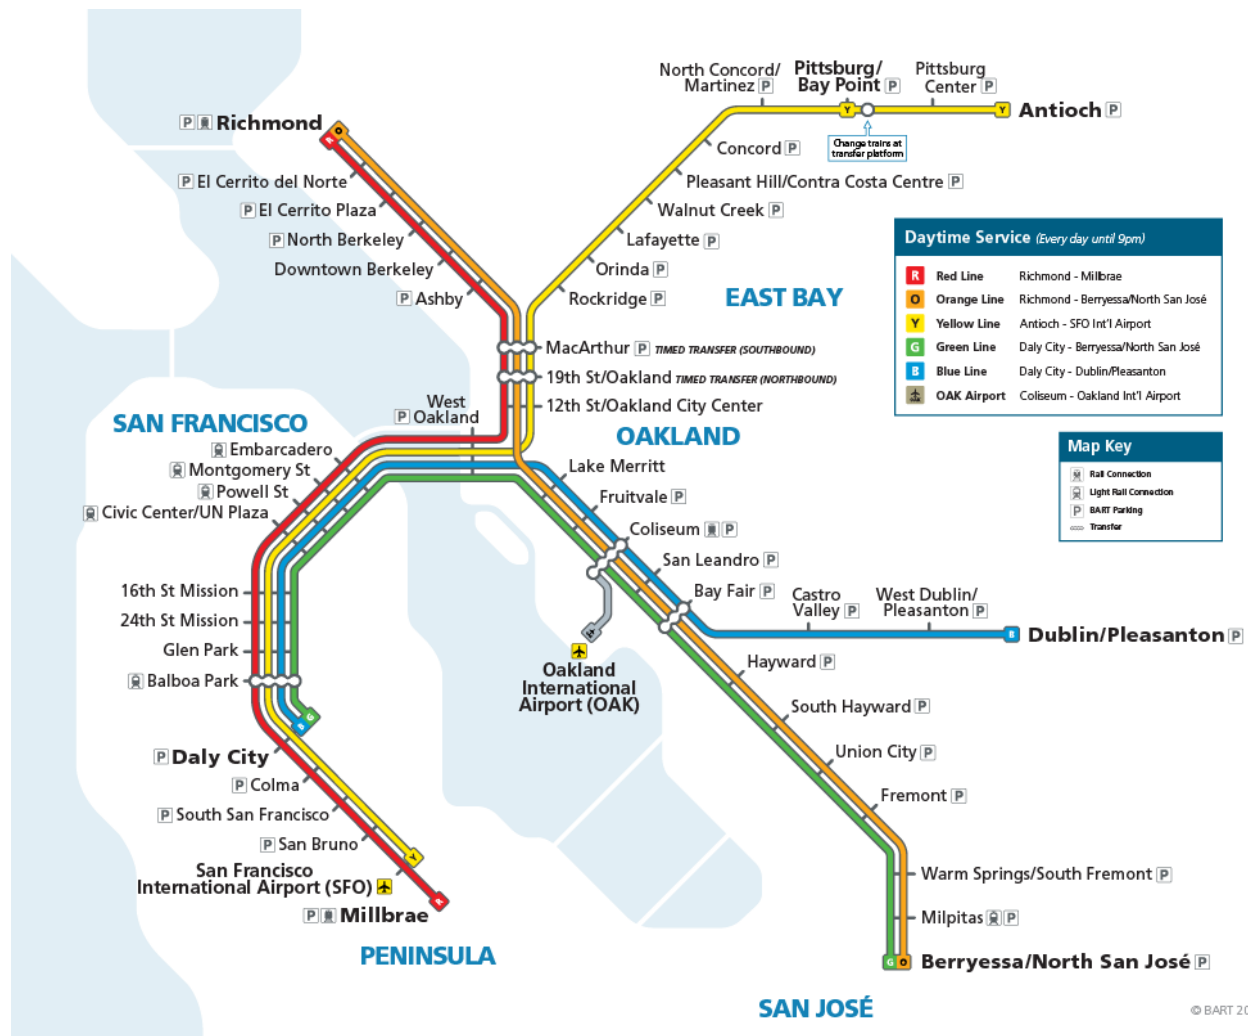 North Concord/
Martinez P
Pittsburg/
Bay Point P
Pittsburg
Center P
Y
Y
Antioch P
Change trains at
transfer platform
P Richmond
O
R
Concord P
P El Cerrito del Norte
Pleasant Hill/Contra Costa Centre P
P El Cerrito Plaza
Walnut Creek P
P North Berkeley
Lafayette P
Downtown Berkeley
Orinda P
P Ashby
Rockridge P
EAST BAY
Daytime Service (Every day until 9pm)
R Red Line Richmond - Millbrae
O Orange Line Richmond - Berryessa/North San José
Y Yellow Line Antioch - SFO Int'l Airport
G Green Line Daly City - Berryessa/North San José
B Blue Line Daly City - Dublin/Pleasanton
OAK Airport Coliseum - Oakland Int'l Airport
MacArthur P TIMED TRANSFER (SOUTHBOUND)
19th St/Oakland TIMED TRANSFER (NORTHBOUND)
12th St/Oakland City Center
West
P Oakland
SAN FRANCISCO
OAKLAND
Map Key
Rail Connection
Light Rail Connection
P BART Parking
Transfer
Embarcadero
Montgomery St
Powell St
Civic Center/UN Plaza
Lake Merritt
Fruitvale P
Coliseum P
San Leandro P
Bay Fair P
Castro
Valley P
West Dublin/
Pleasanton P
B
Dublin/Pleasanton P
16th St Mission
24th St Mission
Glen Park
Balboa Park
Oakland
International
Airport (OAK)
Hayward P
South Hayward P
Union City P
Fremont P
G
B
P Daly City
P Colma
P South San Francisco
P San Bruno
Y
San Francisco
International Airport (SFO)
R
P Millbrae
PENINSULA
Warm Springs/South Fremont P
Milpitas P
G O
Berryessa/North San José P
SAN JOSÉ
© BART 20